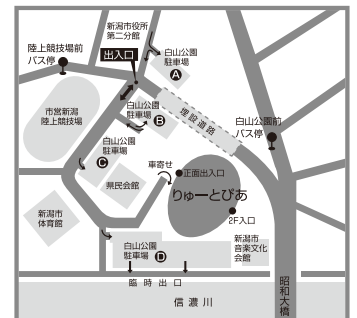 新潟市役所
第二分館
陸上競技場前
バス停
出入口
白山公園
駐車場
A
市営新潟
陸上競技場
白山公園
駐車場
B
埋設道路
白山公園前
バス停
白山公園
駐車場
C
車寄せ
正面出入口
県民会館
りゅーとぴあ
新潟市
体育館
2F入口
白山公園
駐車場
D
新潟市
音楽文化
会館
臨時出口
昭和大橋
信濃川